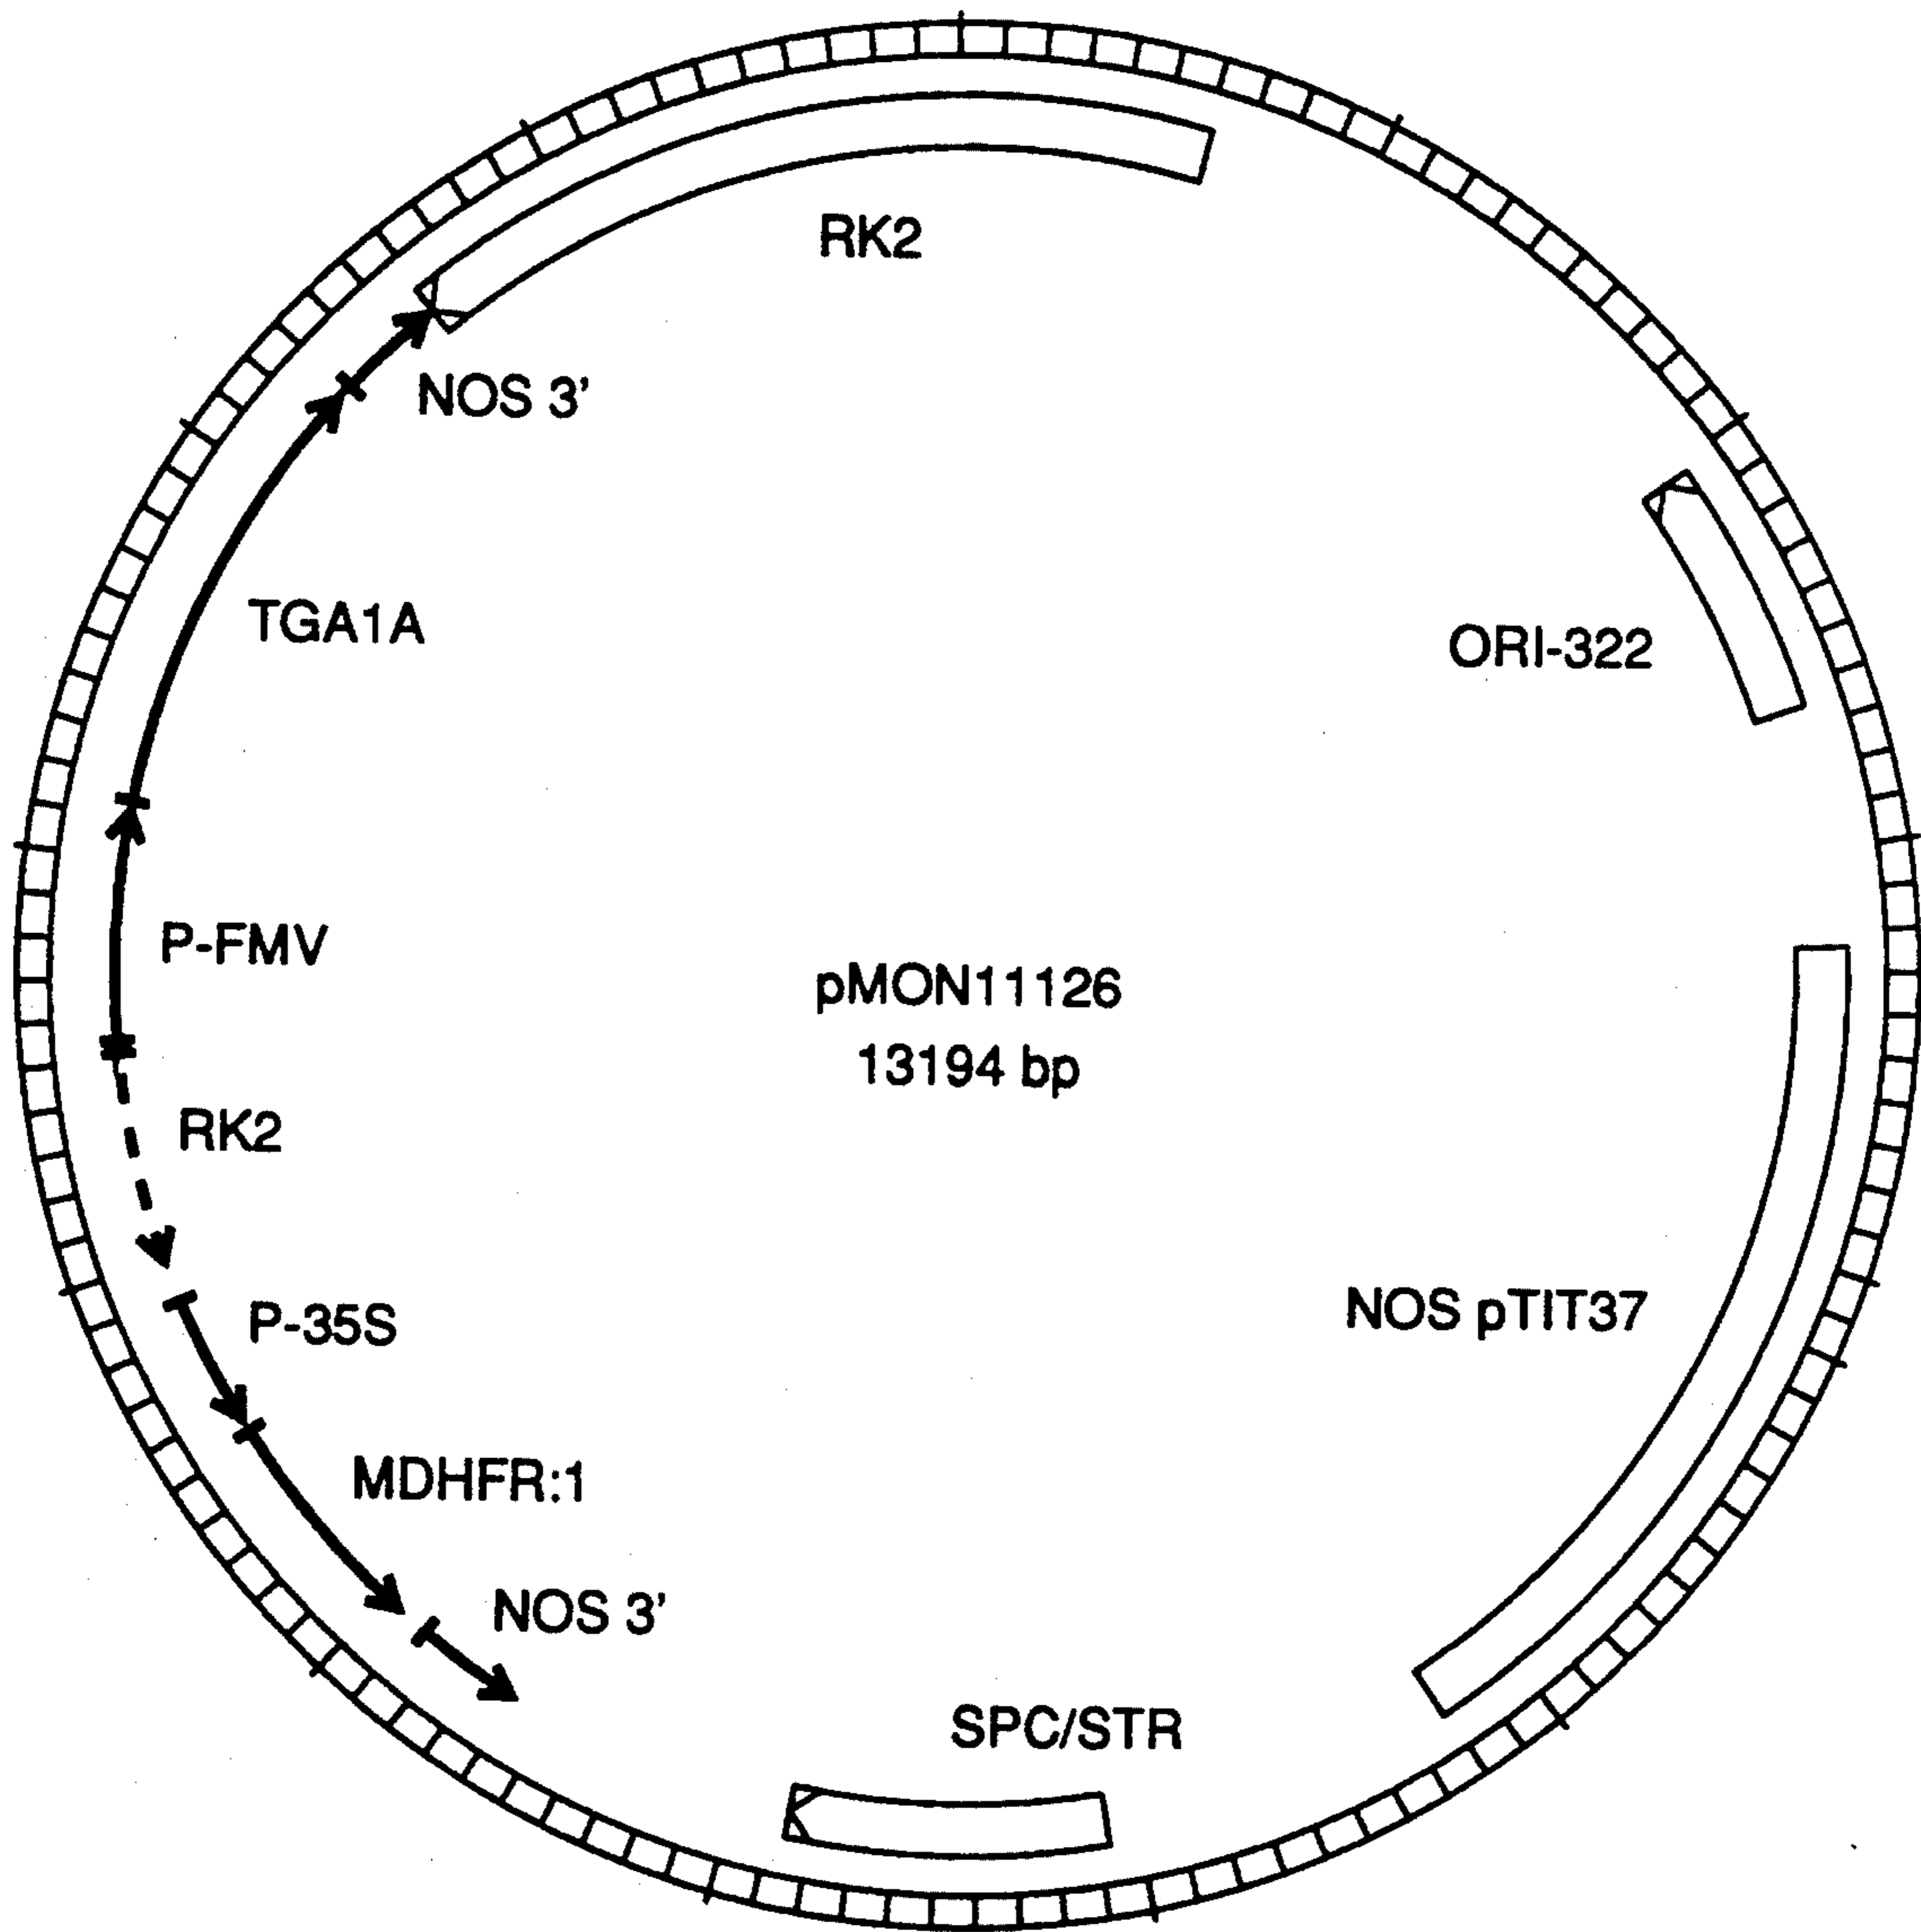 RK2
NOS 3'
TGA1A
ORI-322
P-FMV
pMON11126
13194 bp
RK2
P-35S
NOS pTIT37
MDHFR:1
NOS 3'
SPC/STR